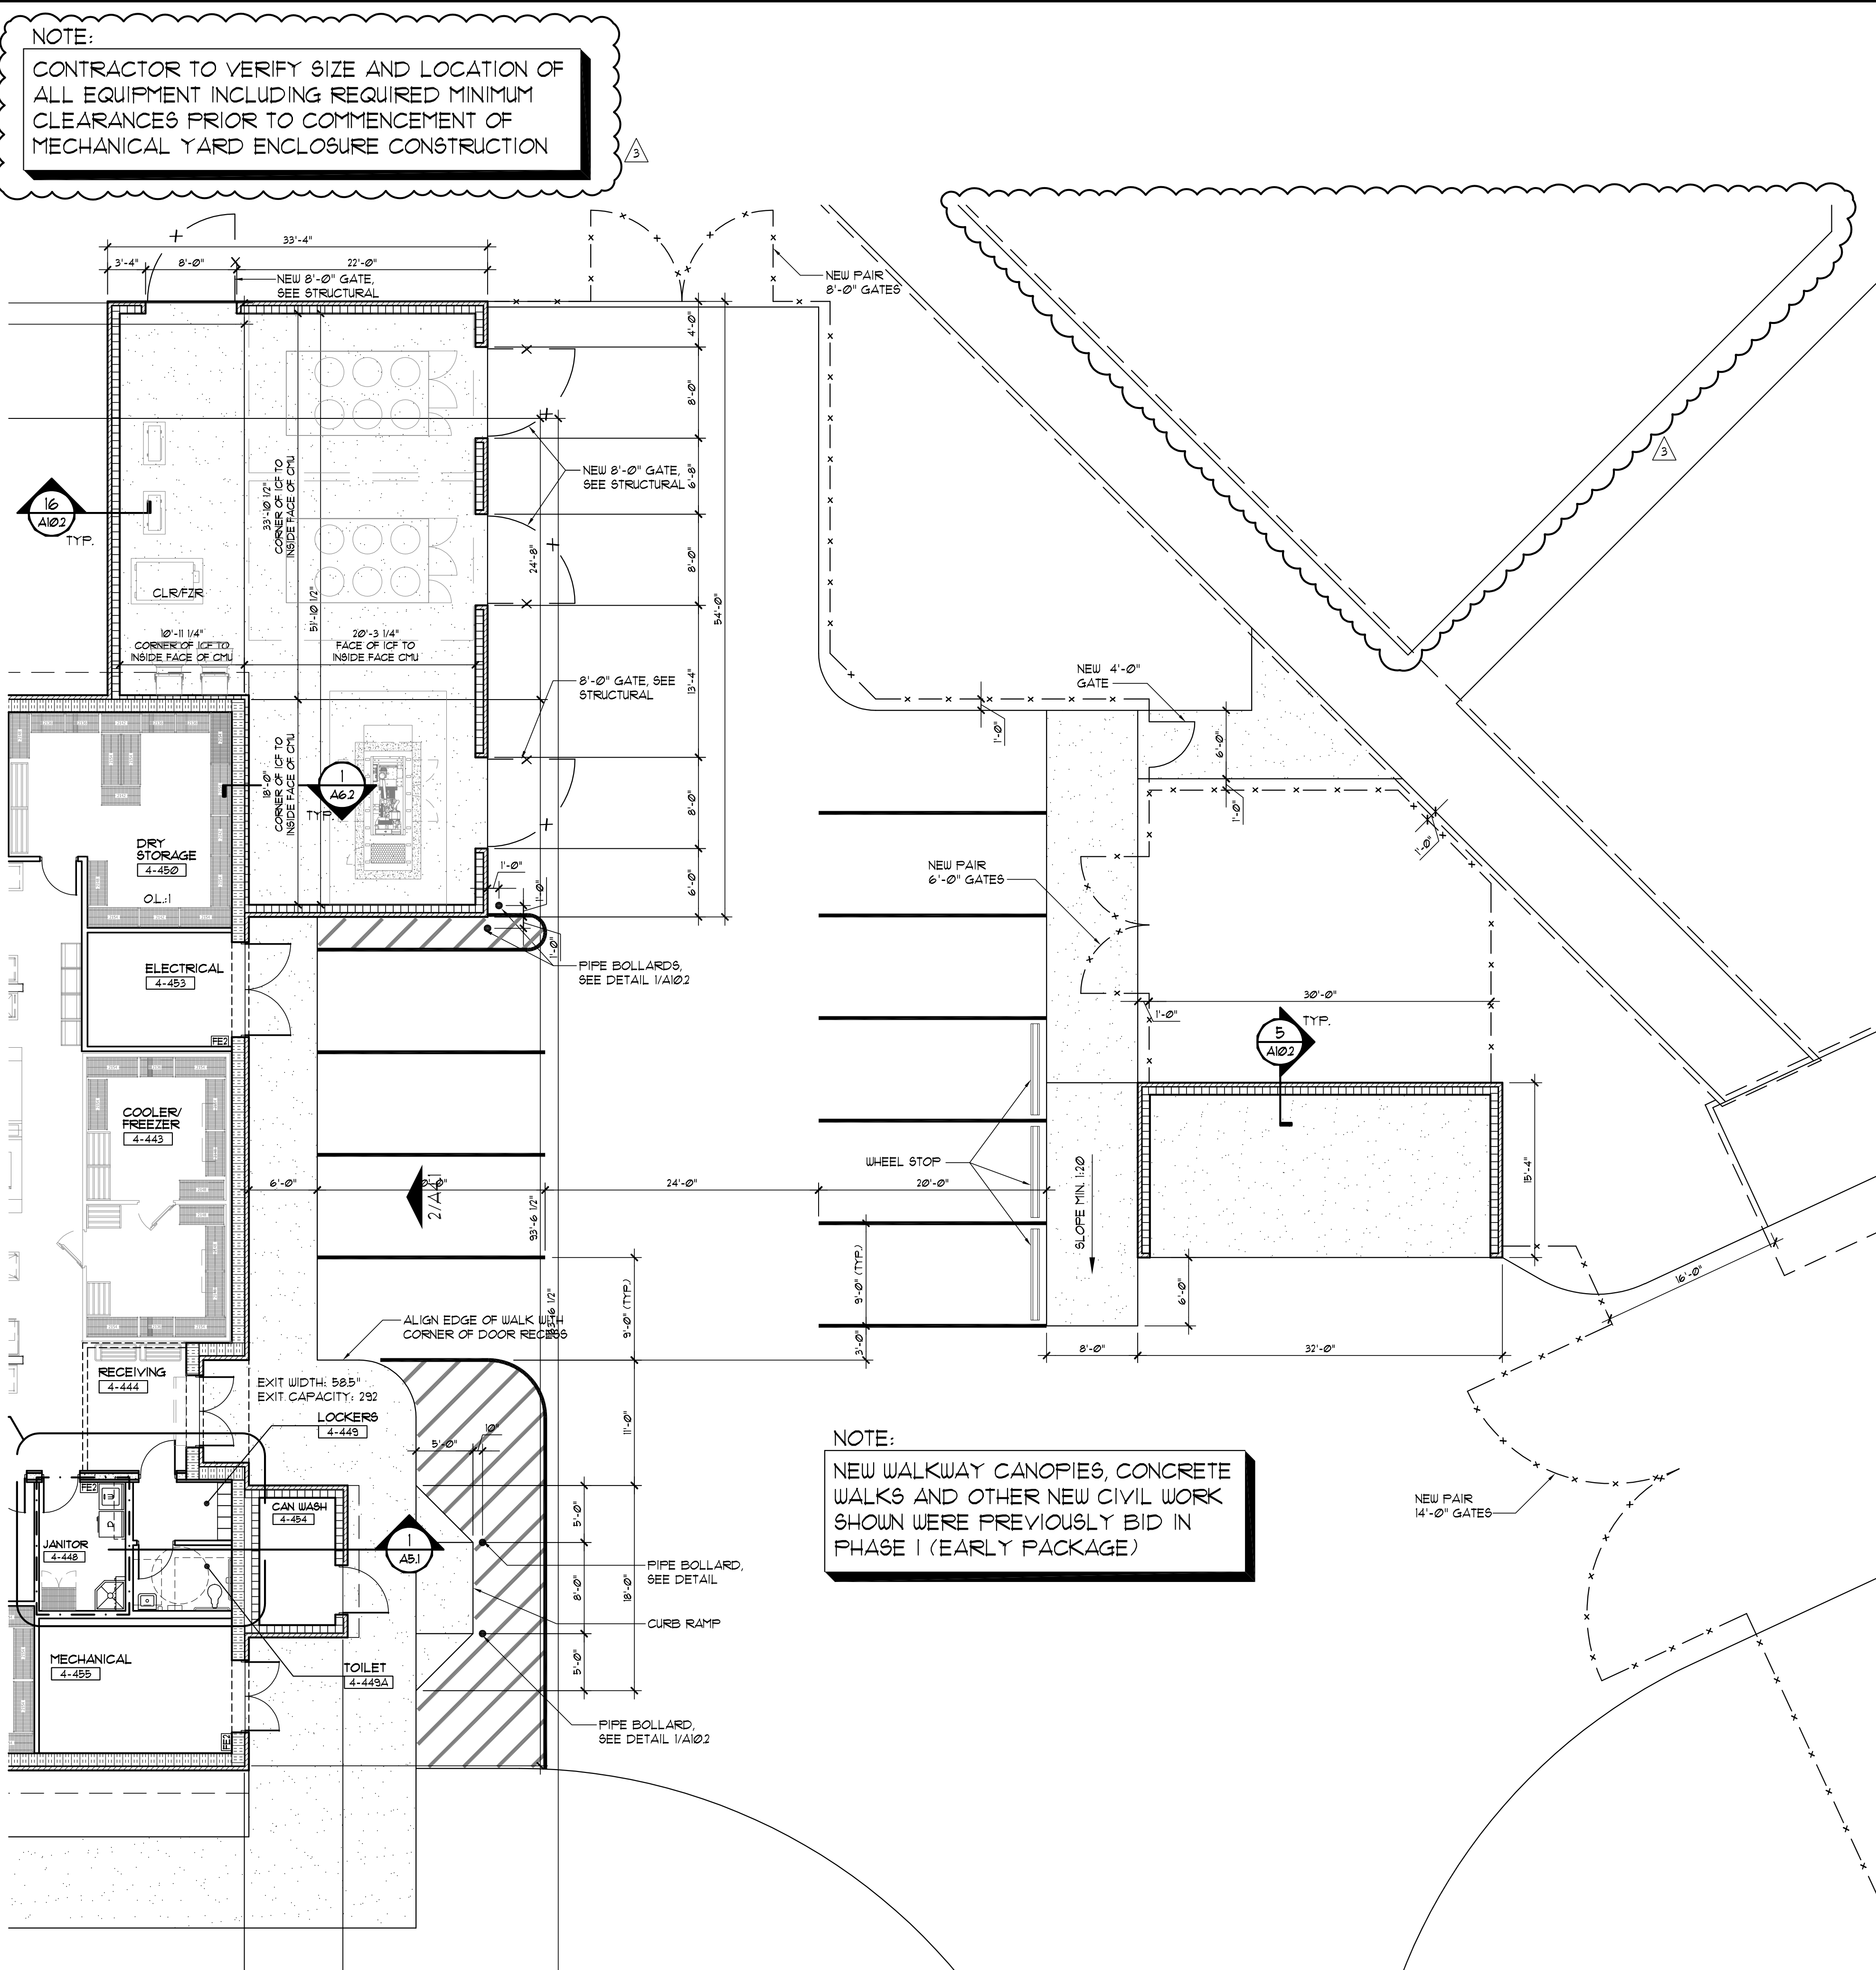 NOTE:
CONTRACTOR TO VERIFY SIZE AND LOCATION OF
ALL EQUIPMENT INCLUDING REQUIRED MINIMUM
CLEARANCES PRIOR TO COMMENCEMENT OF
MECHANICAL YARD ENCLOSURE CONSTRUCTION
3
33'-4"
3'-4"
8'-0"
22'-0"
NEW 8'-0" GATE,
SEE STRUCTURAL
NEW PAIR
8'-0" GATES
4'-0"
8'-0"
6'-8"
8'-0"
13'-4"
8'-0"
6'-0"
54'-0"
3
NEW 8'-0" GATE,
SEE STRUCTURAL
24'-8"
16
A10.2
TYP.
33'-10 1/2"
CORNER OF ICF TO
INSIDE FACE OF CMU
51'-10 1/2"
CLR/FZR
10'-11 1/4"
CORNER OF ICF TO
INSIDE FACE OF CMU
20'-3 1/4"
FACE OF ICF TO
INSIDE FACE CMU
8'-0" GATE, SEE
STRUCTURAL
NEW 4'-0"
GATE
1'-0"
6'-0"
1'-0"
1'-0"
18'-0"
CORNER OF ICF TO
INSIDE FACE OF CMU
1
A6.2
TYP.
DRY
STORAGE
4-450
O.L.:1
1'-0"
1'-0"
1'-0"
NEW PAIR
6'-0" GATES
ELECTRICAL
4-453
FE2
PIPE BOLLARDS,
SEE DETAIL 1/A10.2
30'-0"
1'-0"
5
A10.2
TYP.
COOLER/
FREEZER
4-443
WHEEL STOP
6'-0"
2/A4.1
24'-0"
20'-0"
93'-6 1/2"
SLOPE MIN. 1:20
15'-4"
9'-0" (TYP.)
9'-0" (TYP.)
3'-0"
6'-0"
16'-0"
ALIGN EDGE OF WALK WITH
CORNER OF DOOR RECESS
8'-0"
32'-0"
RECEIVING
4-444
EXIT WIDTH: 58.5"
EXIT CAPACITY: 292
LOCKERS
4-449
11'-0"
5'-0"
10"
NOTE:
NEW WALKWAY CANOPIES, CONCRETE
WALKS AND OTHER NEW CIVIL WORK
SHOWN WERE PREVIOUSLY BID IN
PHASE 1 (EARLY PACKAGE)
NEW PAIR
14'-0" GATES
FE2
W
D
CAN WASH
4-454
JANITOR
4-448
1
A5.1
5'-0"
8'-0"
5'-0"
18'-0"
PIPE BOLLARD,
SEE DETAIL
CURB RAMP
MECHANICAL
4-455
TOILET
4-449A
FE2
PIPE BOLLARD,
SEE DETAIL 1/A10.2